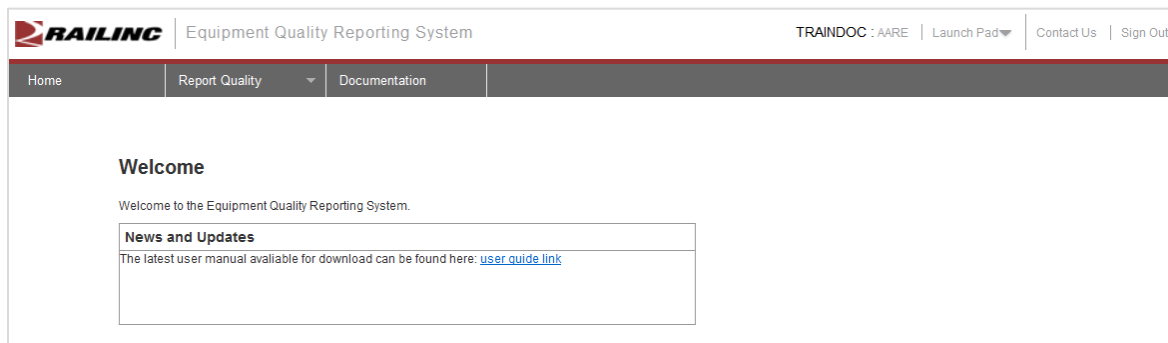 RAILINC Equipment Quality Reporting System TRAINDOC : AARE Launch Pad Contact Us Sign Out
Home Report Quality Documentation
Welcome
Welcome to the Equipment Quality Reporting System.
News and Updates
The latest user manual avaliable for download can be found here: user guide link